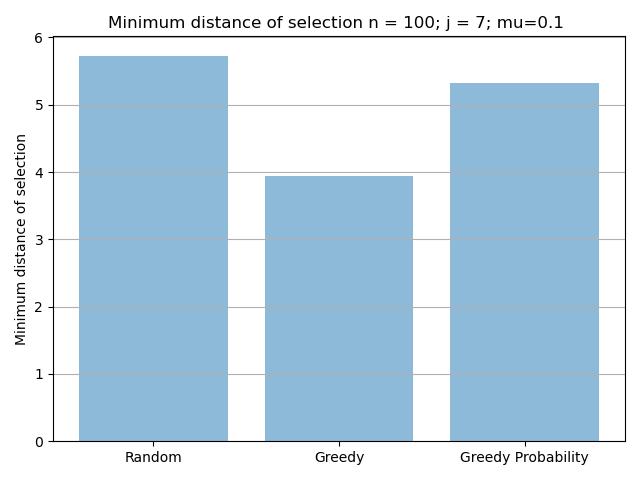 Minimum distance of selection n = 100; j = 7; mu=0.1
Minimum distance of selection
6
5
4
3
2
1
0
Random
Greedy
Greedy Probability